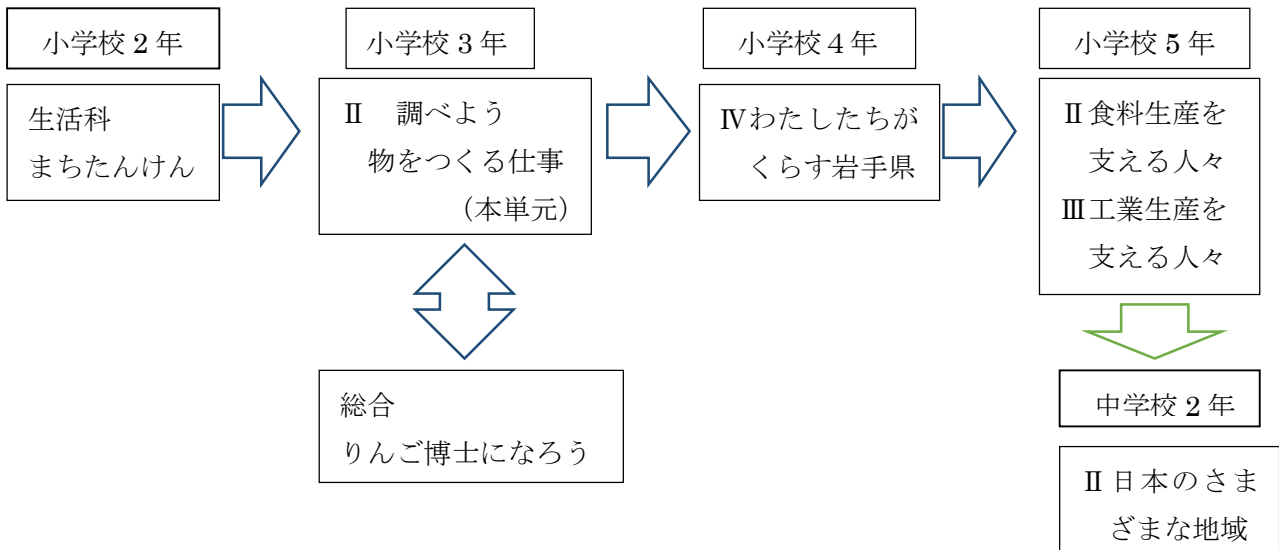 小学校２年
生活科
まちたんけん
小学校３年
Ⅱ　調べよう
物をつくる仕事
（本単元）
総合
りんご博士になろう
小学校４年
Ⅳわたしたちが
くらす岩手県
小学校５年
Ⅱ食料生産を
支える人々
Ⅲ工業生産を
支える人々
中学校２年
Ⅱ日本のさま
ざまな地域